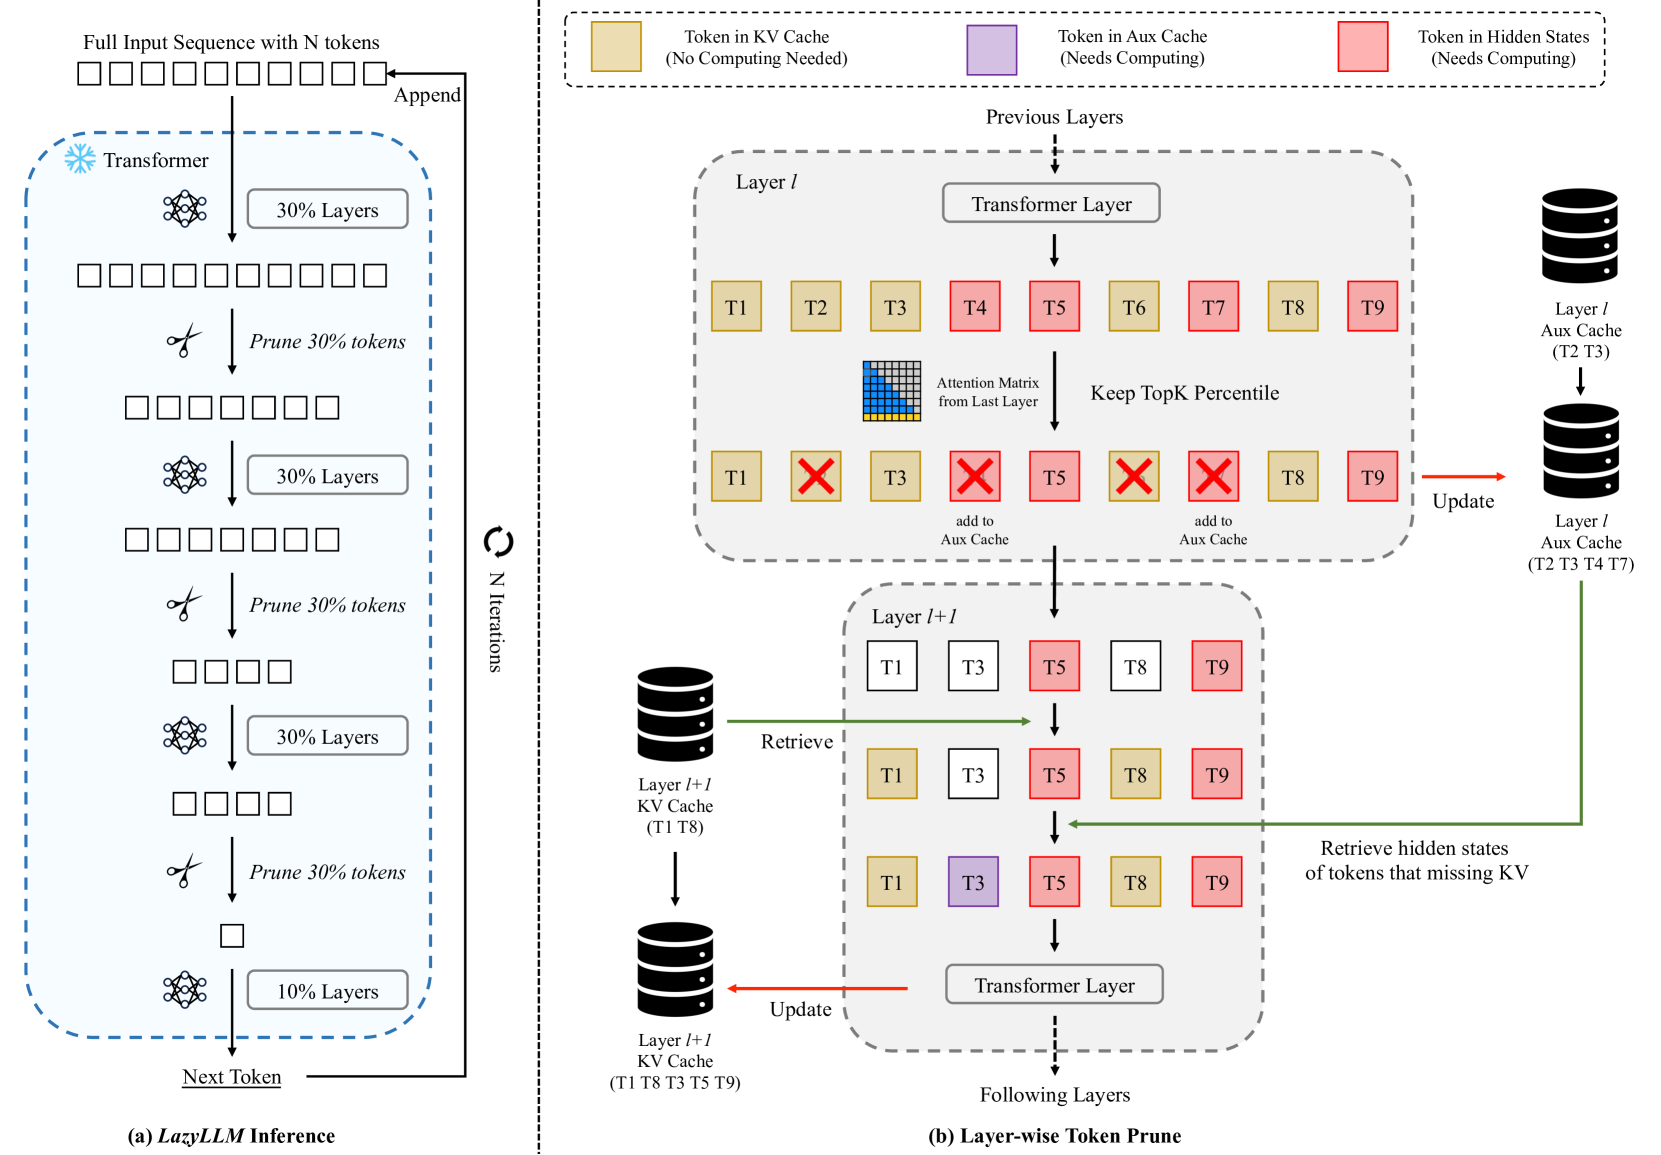 Full Input Sequence with N tokens
Append
Transformer
30% Layers
Prune 30% tokens
30% Layers
Prune 30% tokens
30% Layers
Prune 30% tokens
10% Layers
Next Token
N Iterations
(a) LazyLLM Inference
Token in KV Cache
(No Computing Needed)
Token in Aux Cache
(Needs Computing)
Token in Hidden States
(Needs Computing)
Previous Layers
Layer l
Transformer Layer
T1 T2 T3 T4 T5 T6 T7 T8 T9
Attention Matrix
from Last Layer
Keep TopK Percentile
T1 T3 T5 T8 T9
add to
Aux Cache
add to
Aux Cache
Layer l
Aux Cache
(T2 T3)
Update
Layer l
Aux Cache
(T2 T3 T4 T7)
Layer l+1
T1 T3 T5 T8 T9
Retrieve
Layer l+1
KV Cache
(T1 T8)
T1 T3 T5 T8 T9
Retrieve hidden states
of tokens that missing KV
T1 T3 T5 T8 T9
Transformer Layer
Update
Layer l+1
KV Cache
(T1 T8 T3 T5 T9)
Following Layers
(b) Layer-wise Token Prune